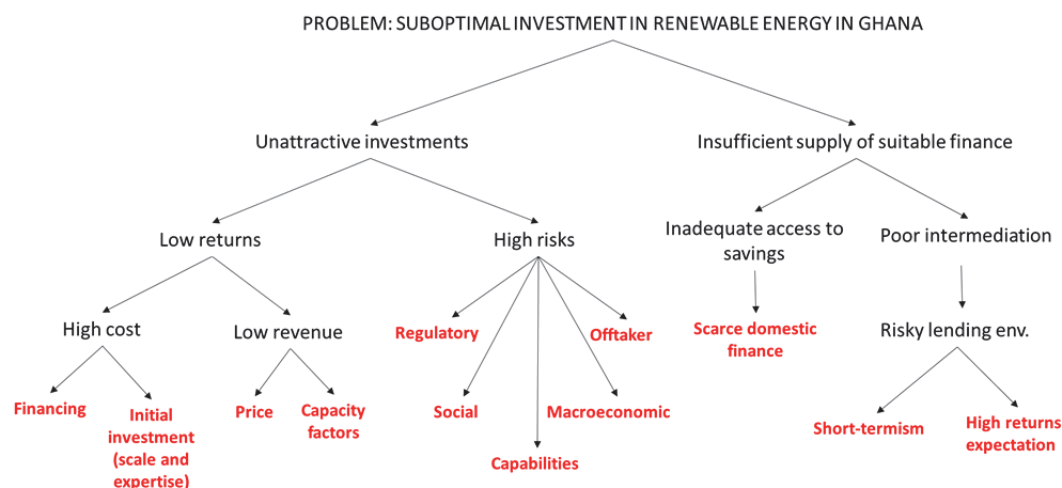 PROBLEM: SUBOPTIMAL INVESTMENT IN RENEWABLE ENERGY IN GHANA
Unattractive investments
Insufficient supply of suitable finance
Low returns
High risks
Inadequate access to
savings
Poor intermediation
High cost
Low revenue
Regulatory
Offtaker
Scarce domestic
finance
Risky lending env.
Financing
Initial
investment
(scale and
expertise)
Price
Capacity
factors
Social
Macroeconomic
Capabilities
Short-termism
High returns
expectation